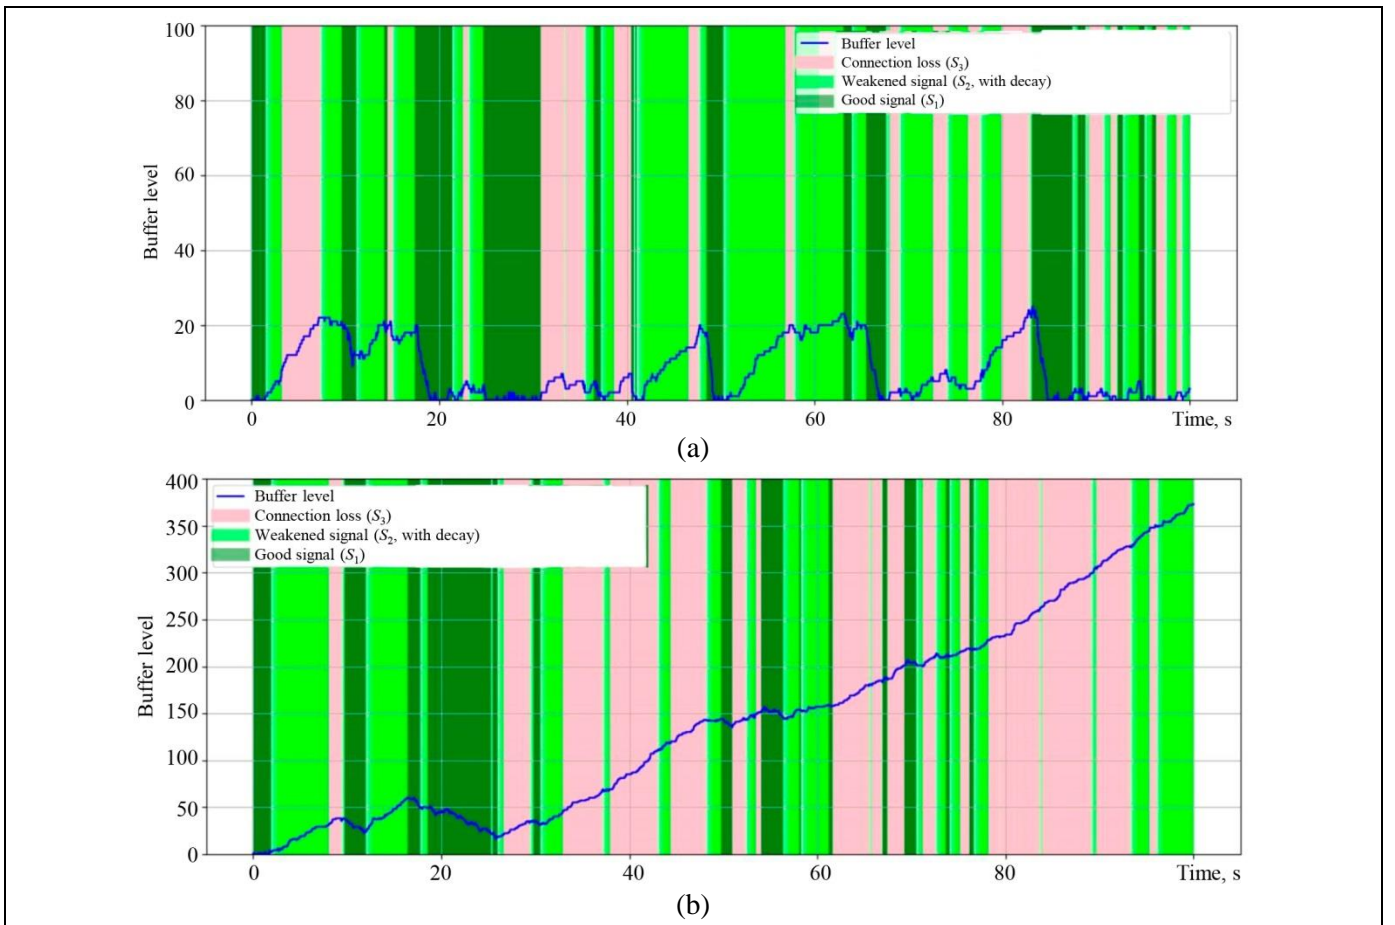 100
80
60
40
20
0
Buffer level
Buffer level
Connection loss (S₃)
Weakened signal (S₂, with decay)
Good signal (S₁)
0 20 40 60 80 Time, s
(a)
400
350
300
250
200
150
100
50
0
Buffer level
Buffer level
Connection loss (S₃)
Weakened signal (S₂, with decay)
Good signal (S₁)
0 20 40 60 80 Time, s
(b)